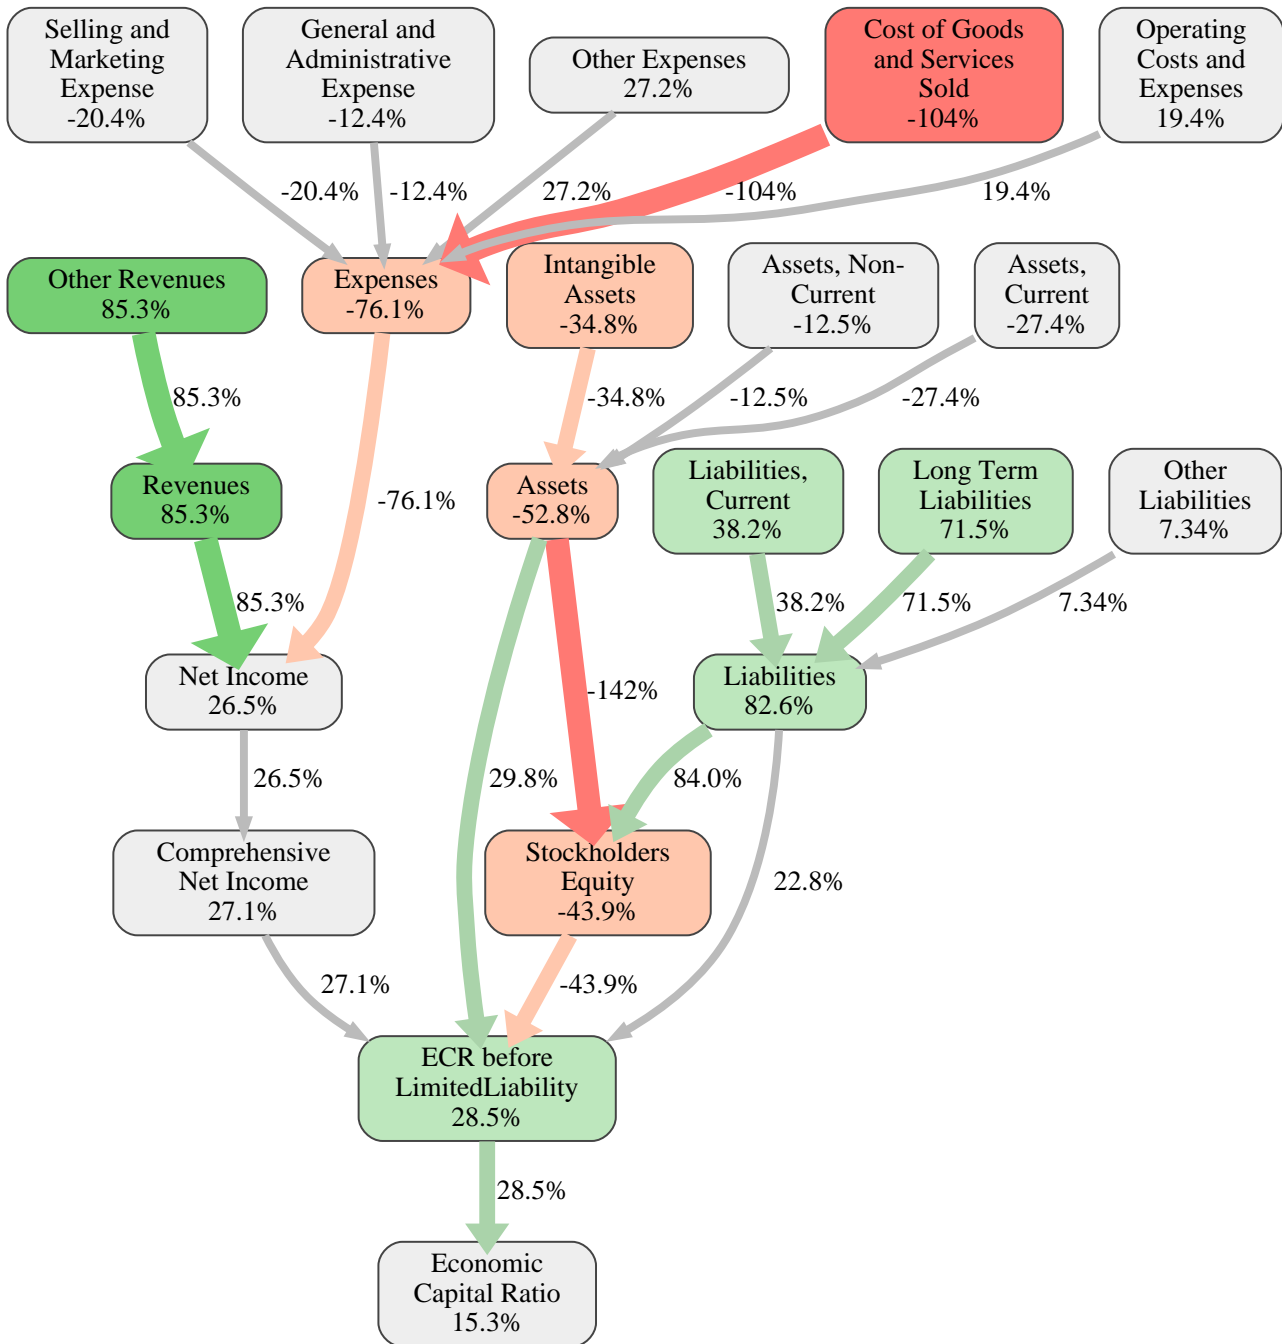 Selling and
Marketing
Expense
-20.4%
General and
Administrative
Expense
-12.4%
Other Expenses
27.2%
Cost of Goods
and Services
Sold
-104%
Operating
Costs and
Expenses
19.4%
-20.4%
-12.4%
27.2%
-104%
19.4%
Other Revenues
85.3%
Expenses
-76.1%
Intangible
Assets
-34.8%
Assets, Non-
Current
-12.5%
Assets,
Current
-27.4%
85.3%
-34.8%
-12.5%
-27.4%
Revenues
85.3%
-76.1%
Assets
-52.8%
Liabilities,
Current
38.2%
Long Term
Liabilities
71.5%
Other
Liabilities
7.34%
85.3%
38.2%
71.5%
7.34%
Net Income
26.5%
-142%
Liabilities
82.6%
26.5%
29.8%
84.0%
Comprehensive
Net Income
27.1%
Stockholders
Equity
-43.9%
22.8%
27.1%
-43.9%
ECR before
LimitedLiability
28.5%
28.5%
Economic
Capital Ratio
15.3%